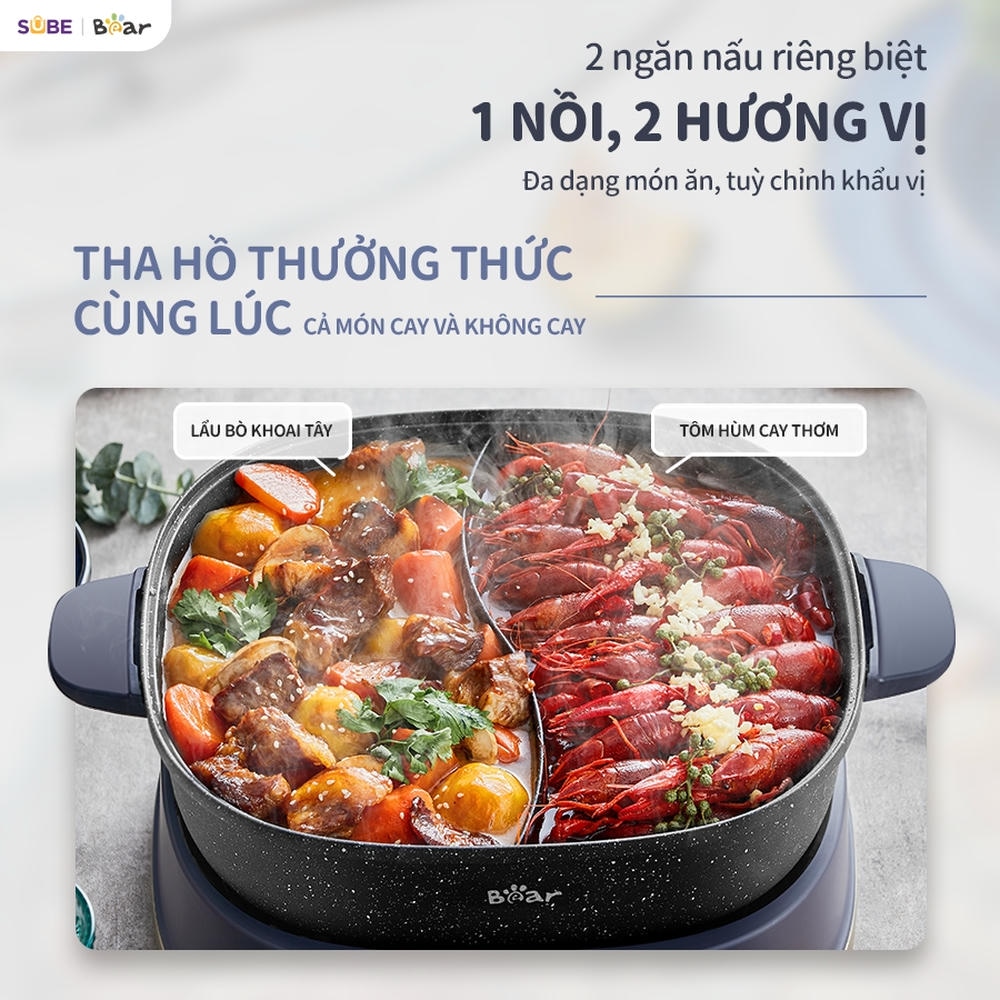 SUBE | Bear
2 ngăn nấu riêng biệt
1 NỒI, 2 HƯƠNG VỊ
Đa dạng món ăn, tuỳ chỉnh khẩu vị
THA HỒ THƯỞNG THỨC
CÙNG LÚC CẢ MÓN CAY VÀ KHÔNG CAY
LẨU BÒ KHOAI TÂY
TÔM HÙM CAY THƠM
Bear